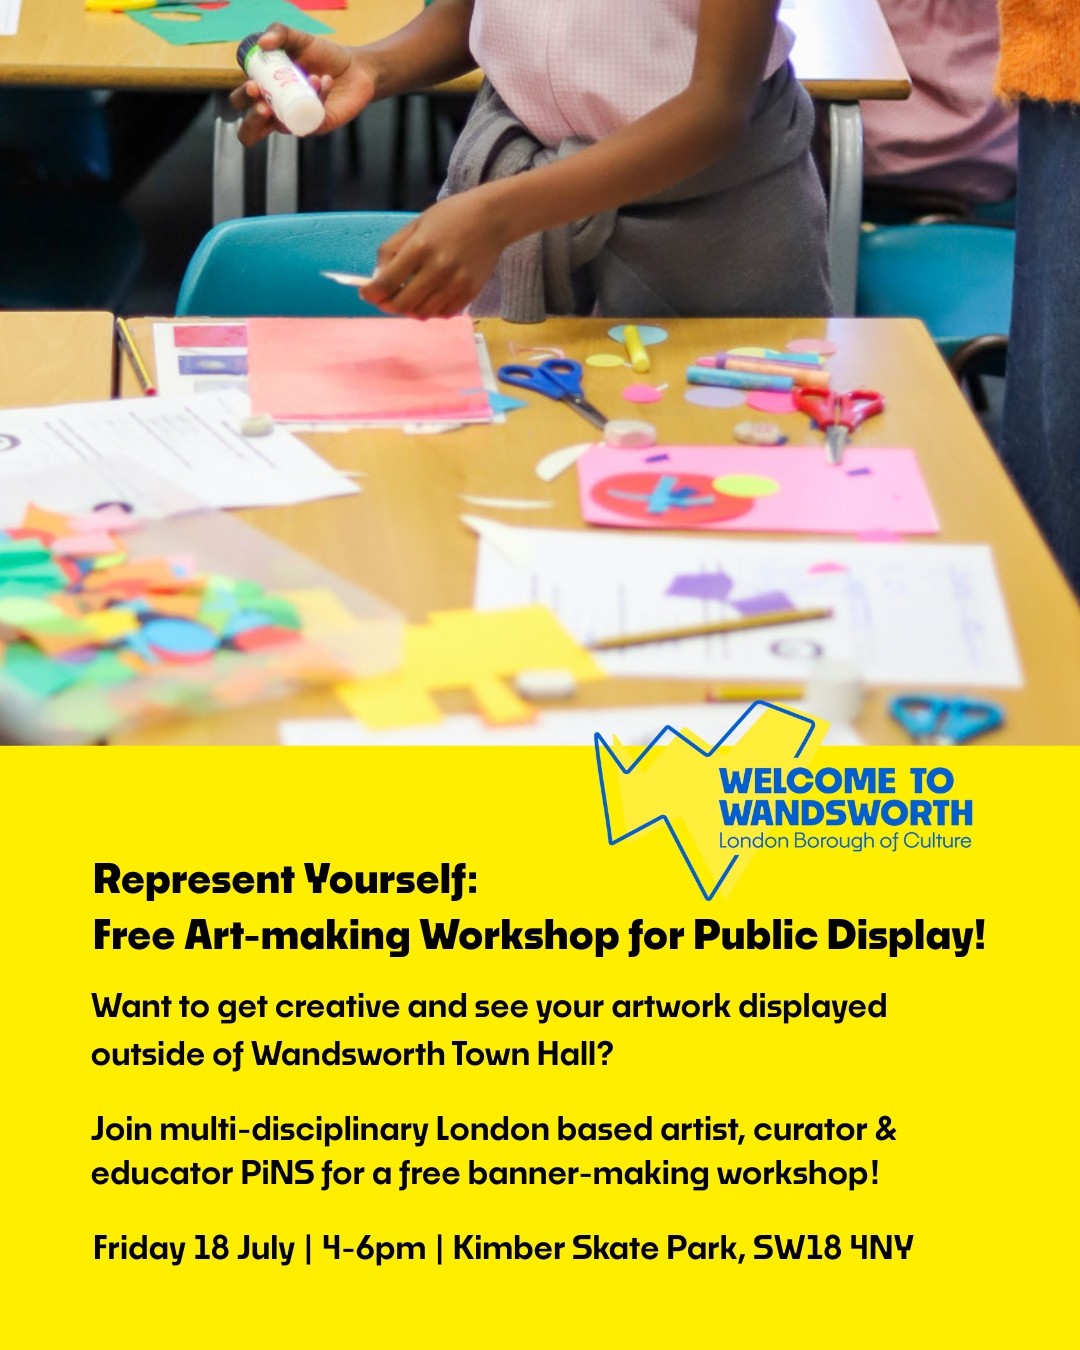 WELCOME TO
WANDSWORTH
London Borough of Culture
Represent Yourself:
Free Art-making Workshop for Public Display!
Want to get creative and see your artwork displayed
outside of Wandsworth Town Hall?
Join multi-disciplinary London based artist, curator &
educator PiNS for a free banner-making workshop!
Friday 18 July | 4-6pm | Kimber Skate Park, SW18 4NY